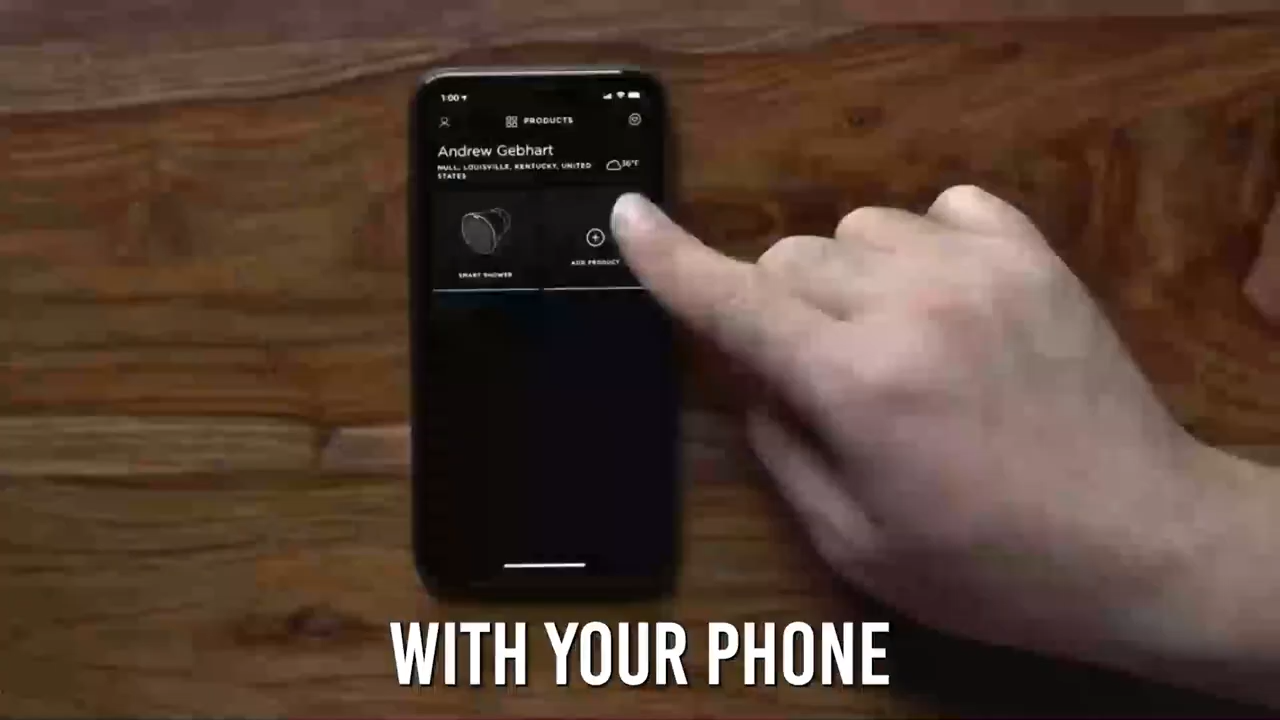 1:00
PRODUCTS
Andrew Gebhart
NULL, LOUISVILLE, KENTUCKY, UNITED
STATES
36°F
SMART SHOWER
ADD PRODUCT
WITH YOUR PHONE